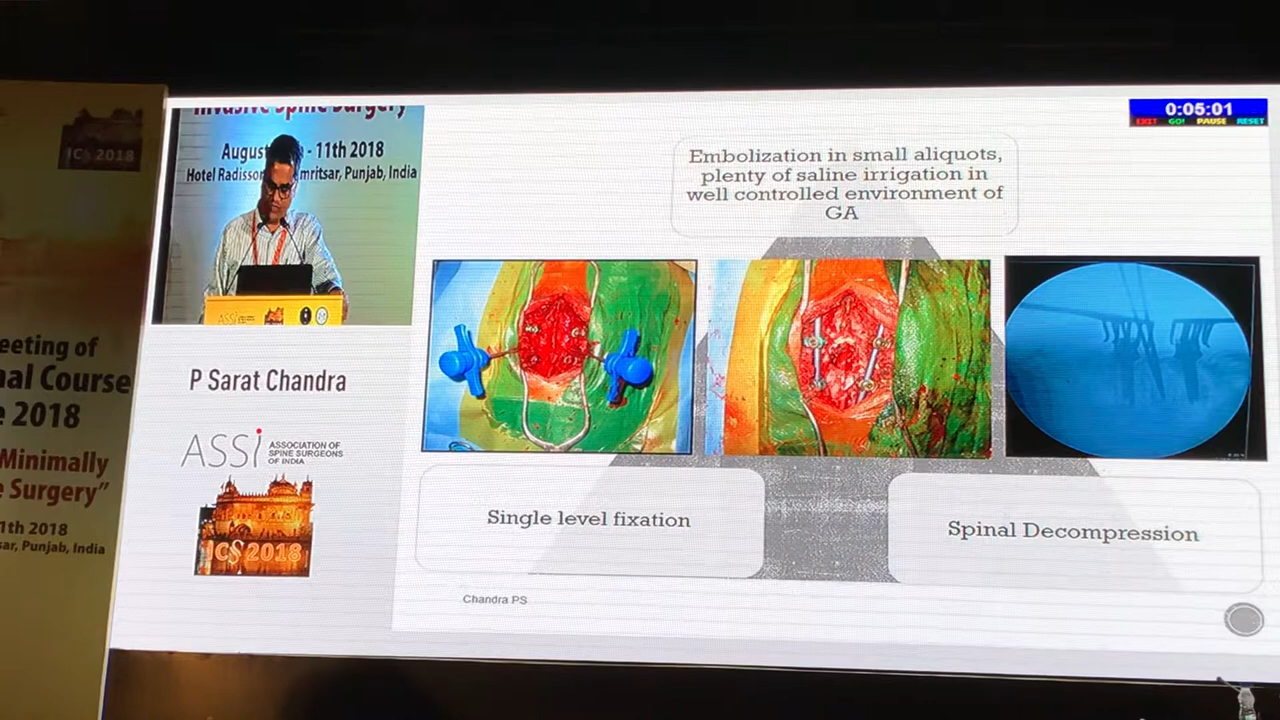 ICS 2018
eeting of
nal Course
e 2018
Minimally
e Surgery”
1th 2018
sar, Punjab, India
Invasive Spine Surgery
August - 11th 2018
Hotel Radisson mritsar, Punjab, India
ASSi
P Sarat Chandra
ASSi ASSOCIATION OF
SPINE SURGEONS
OF INDIA
ICS 2018
0:05:01
EXIT GO! PAUSE RESET
Embolization in small aliquots,
plenty of saline irrigation in
well controlled environment of
GA
Single level fixation
Spinal Decompression
Chandra PS